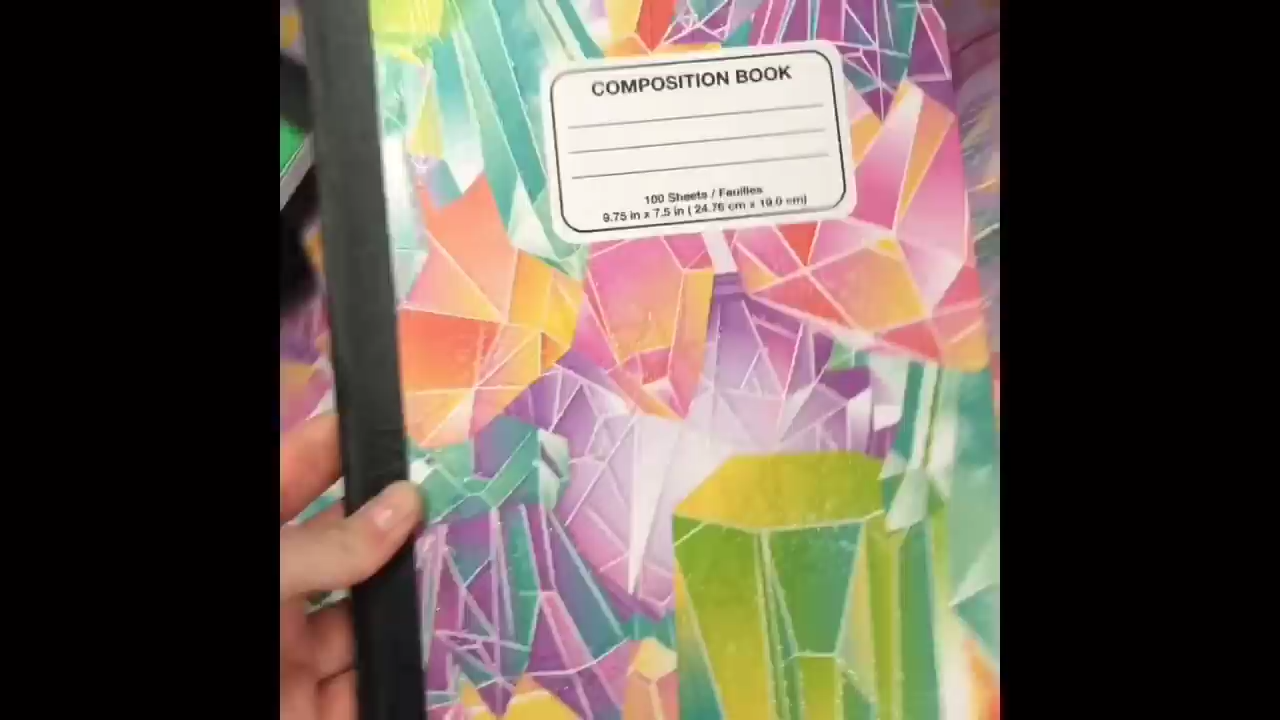 COMPOSITION BOOK
100 Sheets / Feuilles
9.75 in x 7.5 in ( 24.76 cm x 19.0 cm)